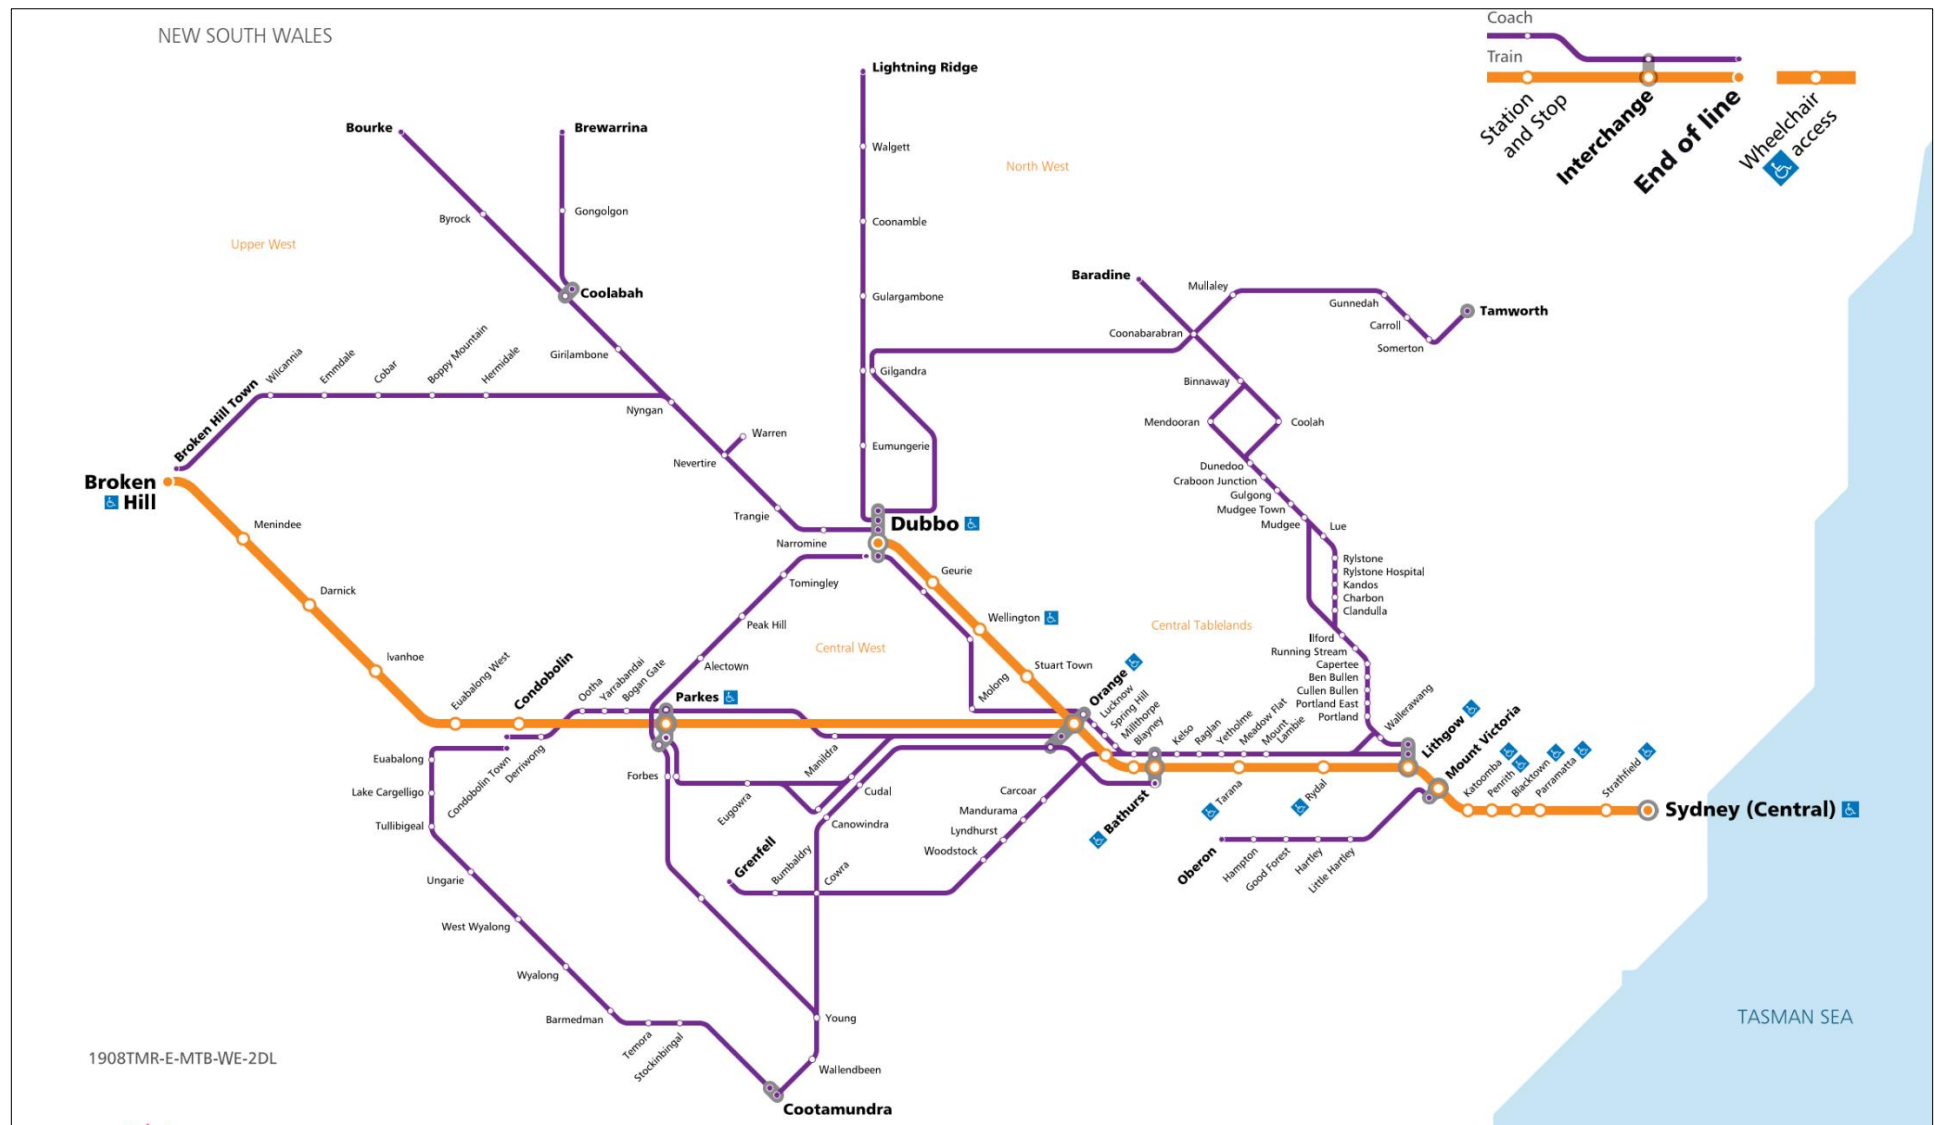 NEW SOUTH WALES
Coach
Train
Station
and Stop
Interchange
End of line
Wheelchair
access
Lightning Ridge
Bourke
Brewarrina
Walgett
North West
Byrock
Gongolgon
Coonamble
Upper West
Baradine
Mullaley
Coolabah
Gulargambone
Gunnedah
Tamworth
Carroll
Coonabarabran
Somerton
Girilambone
Wilcannia
Emmdale
Cobar
Boppy Mountain
Hermidale
Gilgandra
Binnaway
Broken Hill Town
Nyngan
Mendooran
Coolah
Warren
Eumungerie
Nevertire
Dunedoo
Craboon Junction
Broken
Hill
Gulgong
Mudgee Town
Trangie
Dubbo
Mudgee
Lue
Menindee
Narromine
Rylstone
Geurie
Rylstone Hospital
Tomingley
Kandos
Darnick
Charbon
Clandulla
Wellington
Peak Hill
Central Tablelands
Central West
Ilford
Running Stream
Ivanhoe
Alectown
Stuart Town
Capertee
Ben Bullen
Cullen Bullen
Portland East
Portland
Euabalong West
Condobolin
Ootha
Yarrabandai
Bogan Gate
Parkes
Molong
Orange
Lucknow
Spring Hill
Millthorpe
Blayney
Kelso
Raglan
Yetholme
Meadow Flat
Mount
Lambie
Wallerawang
Lithgow
Mount Victoria
Katoomba
Penrith
Blacktown
Parramatta
Strathfield
Sydney (Central)
Euabalong
Condobolin Town
Derriwong
Forbes
Manildra
Lake Cargelligo
Eugowra
Cudal
Carcoar
Tarana
Rydal
Tullibigeal
Canowindra
Mandurama
Bathurst
Lyndhurst
Woodstock
Grenfell
Bumbaldry
Cowra
Oberon
Hampton
Good Forest
Hartley
Little Hartley
Ungarie
West Wyalong
Wyalong
Barmedman
Temora
Stockinbingal
Young
TASMAN SEA
1908TMR-E-MTB-WE-2DL
Wallendbeen
Cootamundra